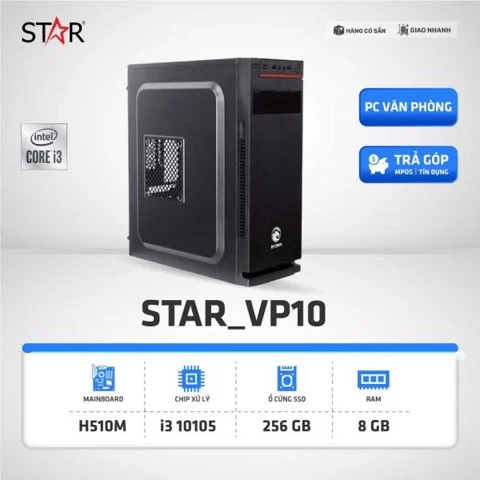 STAR
HÀNG CÓ SẴN
GIAO NHANH
PC VĂN PHÒNG
intel
CORE i3
TRẢ GÓP
MPOS | TÍN DỤNG
STAR_VP10
MAINBOARD
CHIP XỬ LÝ
Ổ CỨNG SSD
RAM
H510M
i3 10105
256 GB
8 GB